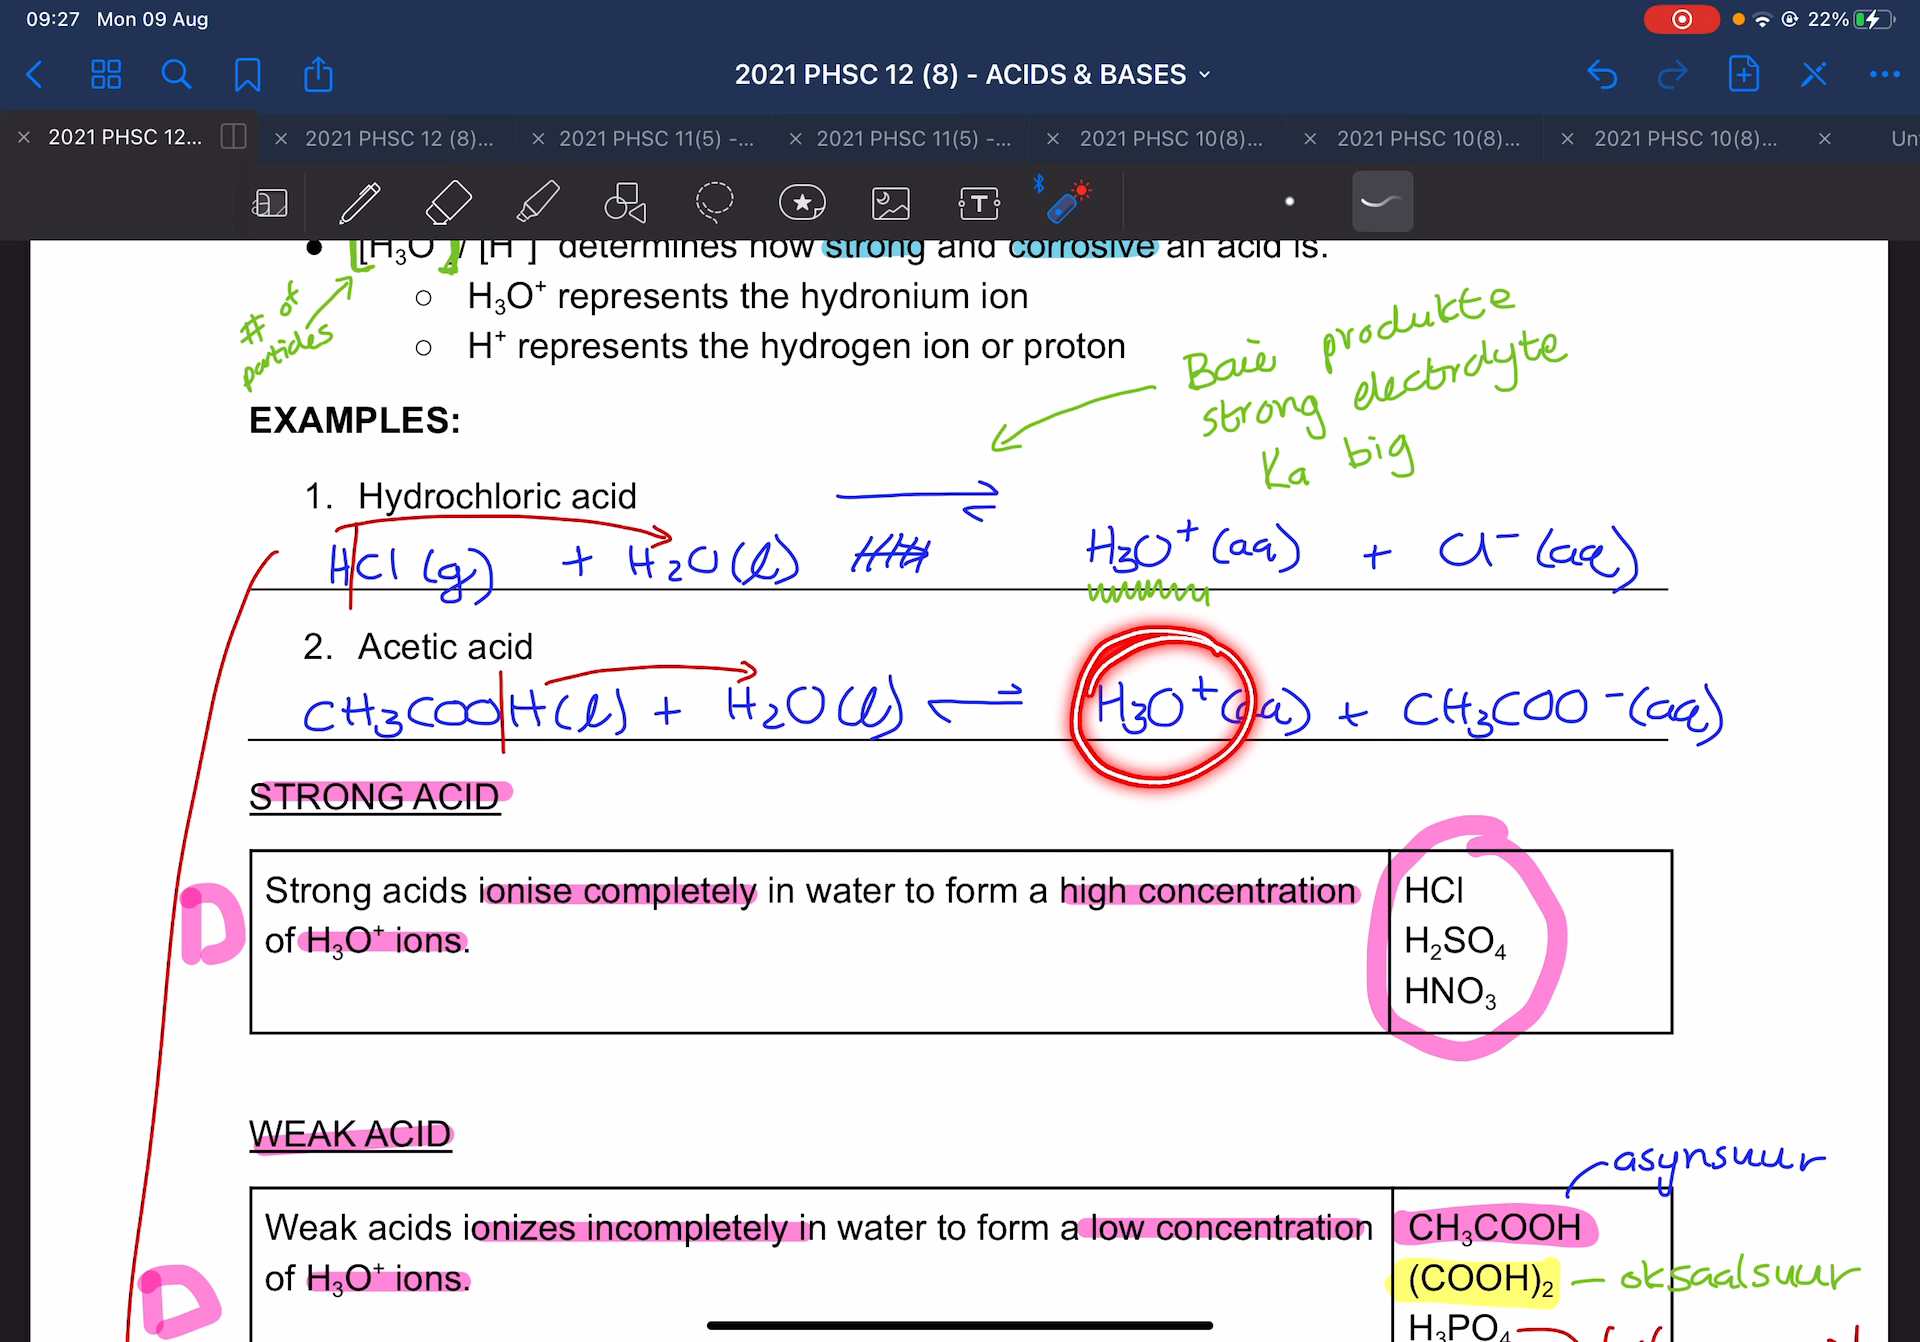 09:27 Mon 09 Aug
22%
2021 PHSC 12 (8) - ACIDS & BASES
2021 PHSC 12...
2021 PHSC 12 (8)...
2021 PHSC 11(5) -...
2021 PHSC 11(5) -...
2021 PHSC 10(8)...
2021 PHSC 10(8)...
2021 PHSC 10(8)...
Un
• [H₃O⁺] / [H⁺] determines how strong and corrosive an acid is.
○ H₃O⁺ represents the hydronium ion
○ H⁺ represents the hydrogen ion or proton
# of
particles
Baie produkte
strong electrolyte
Ka big
EXAMPLES:
1. Hydrochloric acid
HCl (g) + H₂O (l) ⇌ H₃O⁺ (aq) + Cl⁻ (aq)
2. Acetic acid
CH₃COOH (l) + H₂O (l) ⇌ H₃O⁺ (aq) + CH₃COO⁻ (aq)
STRONG ACID
D
Strong acids ionise completely in water to form a high concentration
of H₃O⁺ ions.
HCl
H₂SO₄
HNO₃
WEAK ACID
asynsuur
D
Weak acids ionizes incompletely in water to form a low concentration
of H₃O⁺ ions.
CH₃COOH
(COOH)₂ – oksaalsuur
H₃PO₄